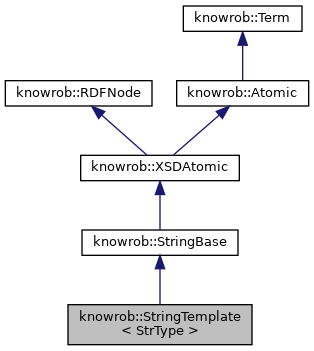 knowrob::Term
knowrob::RDFNode
knowrob::Atomic
knowrob::XSDAtomic
knowrob::StringBase
knowrob::StringTemplate
< StrType >